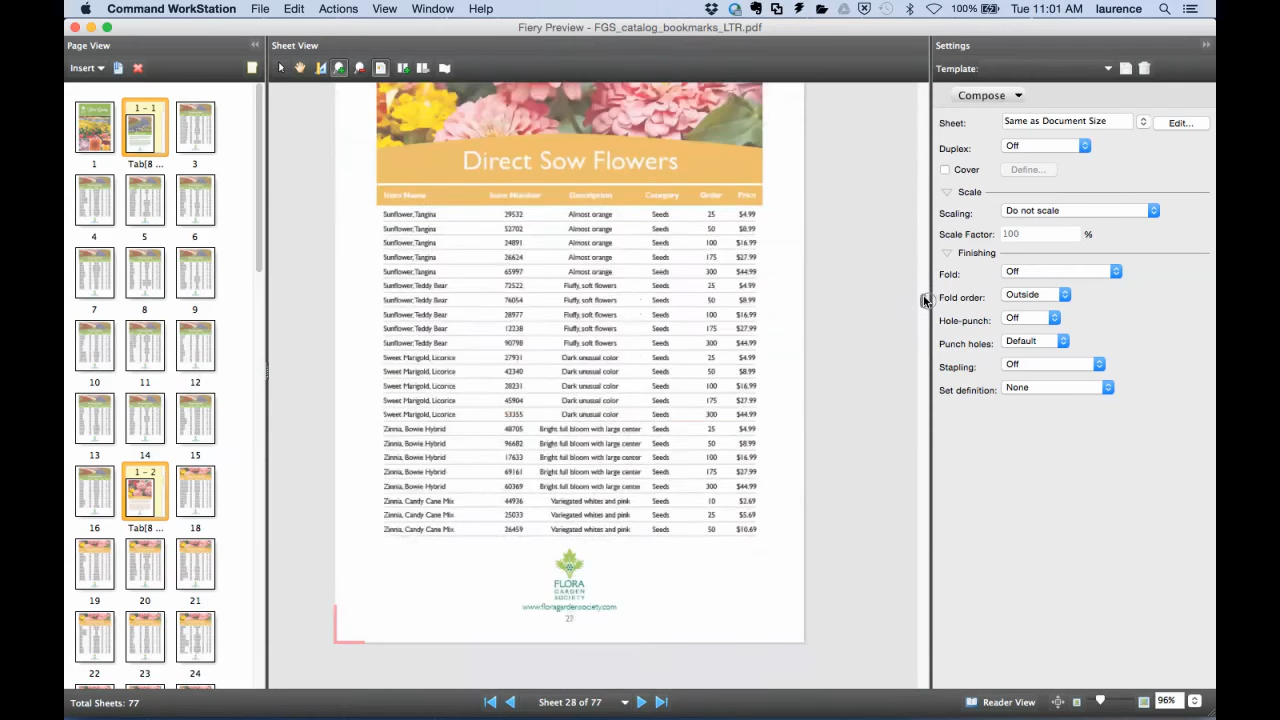 Command WorkStation File Edit Actions View Window Help 100% Tue 11:01 AM laurence
Fiery Preview - FGS_catalog_bookmarks_LTR.pdf
Page View
Sheet View
Settings
Insert
Template:
Compose
Sheet: Same as Document Size Edit...
Duplex: Off
Cover Define...
Scale
Scaling: Do not scale
Scale Factor: 100 %
Finishing
Fold: Off
Fold order: Outside
Hole-punch: Off
Punch holes: Default
Stapling: Off
Set definition: None
1 - 1
1 Tab[8 ... 3
4 5 6
7 8 9
10 11 12
13 14 15
1 - 2
16 Tab[8 ... 18
19 20 21
22 23 24
Direct Sow Flowers
Item Name Item Number Description Category Order Price
Sunflower, Tangina 29532 Almost orange Seeds 25 $4.99
Sunflower, Tangina 52702 Almost orange Seeds 50 $8.99
Sunflower, Tangina 24891 Almost orange Seeds 100 $16.99
Sunflower, Tangina 26624 Almost orange Seeds 175 $27.99
Sunflower, Tangina 65997 Almost orange Seeds 300 $44.99
Sunflower, Teddy Bear 72522 Fluffy, soft flowers Seeds 25 $4.99
Sunflower, Teddy Bear 76054 Fluffy, soft flowers Seeds 50 $8.99
Sunflower, Teddy Bear 28977 Fluffy, soft flowers Seeds 100 $16.99
Sunflower, Teddy Bear 12238 Fluffy, soft flowers Seeds 175 $27.99
Sunflower, Teddy Bear 90798 Fluffy, soft flowers Seeds 300 $44.99
Sweet Marigold, Licorice 27931 Dark unusual color Seeds 25 $4.99
Sweet Marigold, Licorice 42340 Dark unusual color Seeds 50 $8.99
Sweet Marigold, Licorice 28231 Dark unusual color Seeds 100 $16.99
Sweet Marigold, Licorice 45904 Dark unusual color Seeds 175 $27.99
Sweet Marigold, Licorice 53355 Dark unusual color Seeds 300 $44.99
Zinnia, Bowie Hybrid 48705 Bright full bloom with large center Seeds 25 $4.99
Zinnia, Bowie Hybrid 96682 Bright full bloom with large center Seeds 50 $8.99
Zinnia, Bowie Hybrid 17633 Bright full bloom with large center Seeds 100 $16.99
Zinnia, Bowie Hybrid 69161 Bright full bloom with large center Seeds 175 $27.99
Zinnia, Bowie Hybrid 60369 Bright full bloom with large center Seeds 300 $44.99
Zinnia, Candy Cane Mix 44936 Variegated whites and pink Seeds 10 $2.69
Zinnia, Candy Cane Mix 25033 Variegated whites and pink Seeds 25 $5.69
Zinnia, Candy Cane Mix 26459 Variegated whites and pink Seeds 50 $10.69
FLORA
GARDEN
SOCIETY
www.floragardensociety.com
Total Sheets: 77
Sheet 28 of 77
Reader View
96%